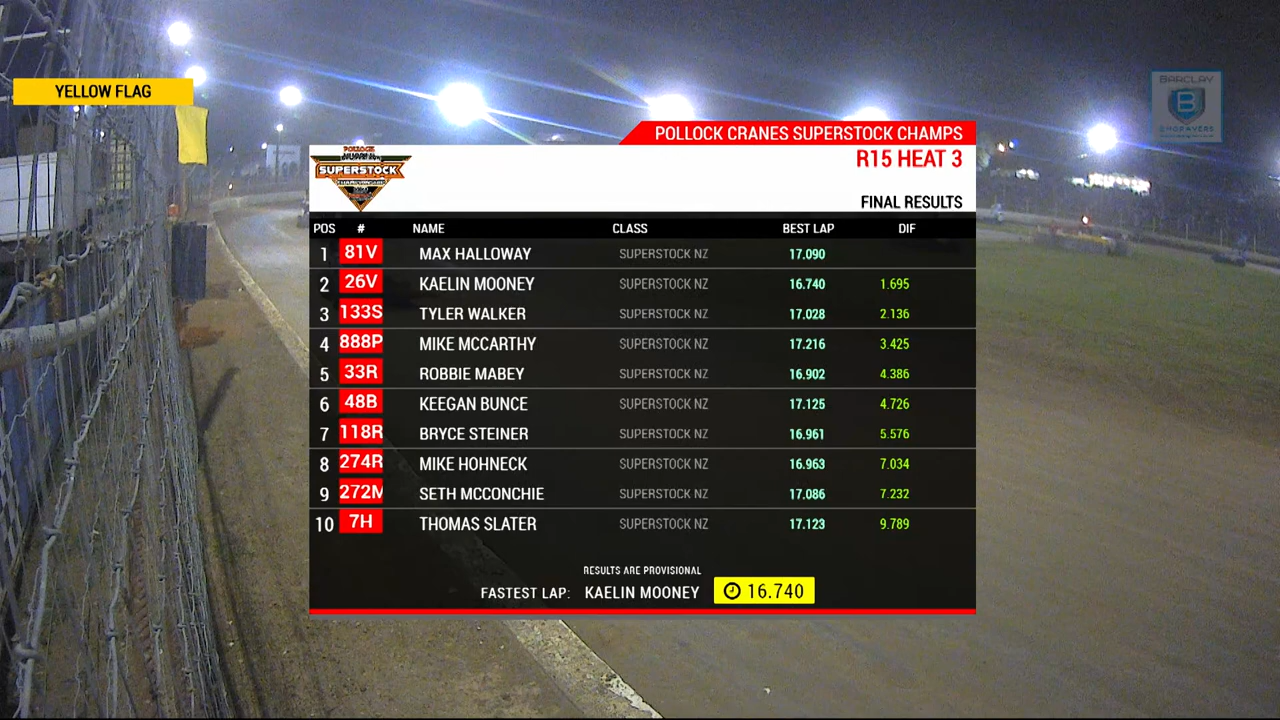 YELLOW FLAG
BARCLAY
B
POLLOCK CRANES SUPERSTOCK CHAMPS
POLLOCK
SUPERSTOCK
R15 HEAT 3
FINAL RESULTS
POS # NAME CLASS BEST LAP DIF
1 81V MAX HALLOWAY SUPERSTOCK NZ 17.090
2 26V KAELIN MOONEY SUPERSTOCK NZ 16.740 1.695
3 133S TYLER WALKER SUPERSTOCK NZ 17.028 2.136
4 888P MIKE MCCARTHY SUPERSTOCK NZ 17.216 3.425
5 33R ROBBIE MABEY SUPERSTOCK NZ 16.902 4.386
6 48B KEEGAN BUNCE SUPERSTOCK NZ 17.125 4.726
7 118R BRYCE STEINER SUPERSTOCK NZ 16.961 5.576
8 274R MIKE HOHNECK SUPERSTOCK NZ 16.963 7.034
9 272M SETH MCCONCHIE SUPERSTOCK NZ 17.086 7.232
10 7H THOMAS SLATER SUPERSTOCK NZ 17.123 9.789
RESULTS ARE PROVISIONAL
FASTEST LAP: KAELIN MOONEY 16.740